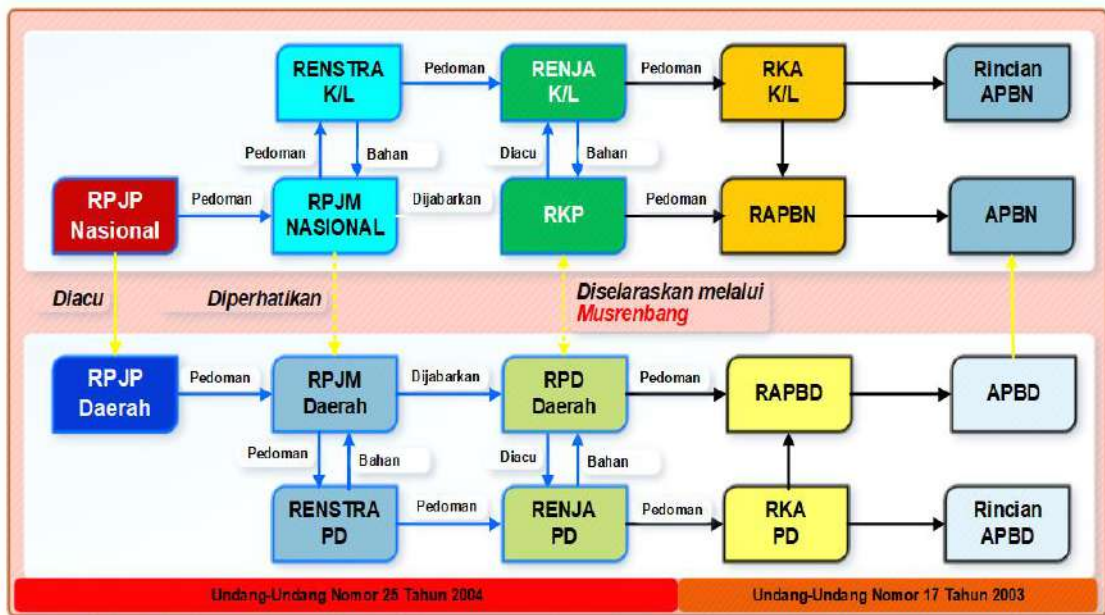 RENSTRA
K/L
Pedoman
RENJA
K/L
Pedoman
RKA
K/L
Rincian
APBN
Pedoman
Bahan
Diacu
Bahan
RPJP
Nasional
Pedoman
RPJM
NASIONAL
Dijabarkan
RKP
Pedoman
RAPBN
APBN
Diacu
Diperhatikan
Diselaraskan melalui
Musrenbang
RPJP
Daerah
Pedoman
RPJM
Daerah
Dijabarkan
RPD
Daerah
Pedoman
RAPBD
APBD
Pedoman
Bahan
Diacu
Bahan
RENSTRA
PD
Pedoman
RENJA
PD
Pedoman
RKA
PD
Rincian
APBD
Undang-Undang Nomor 25 Tahun 2004
Undang-Undang Nomor 17 Tahun 2003